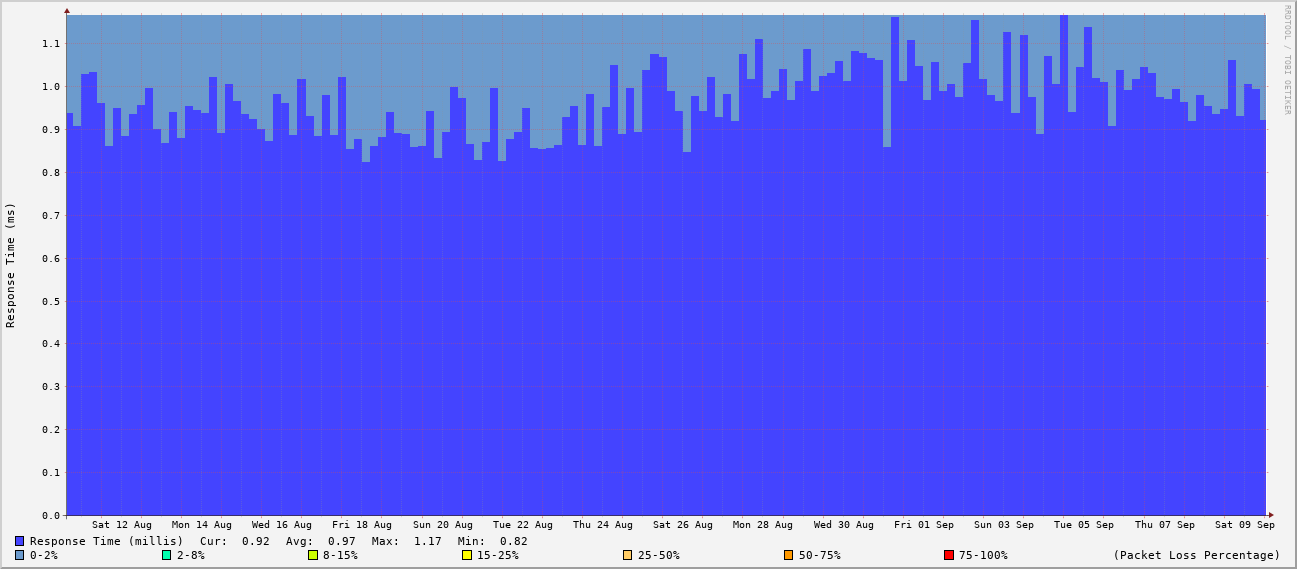 RRDTOOL / TOBI OETIKER
Response Time (ms)
1.1
1.0
0.9
0.8
0.7
0.6
0.5
0.4
0.3
0.2
0.1
0.0
Sat 12 Aug Mon 14 Aug Wed 16 Aug Fri 18 Aug Sun 20 Aug Tue 22 Aug Thu 24 Aug Sat 26 Aug Mon 28 Aug Wed 30 Aug Fri 01 Sep Sun 03 Sep Tue 05 Sep Thu 07 Sep Sat 09 Sep
Response Time (millis) Cur: 0.92 Avg: 0.97 Max: 1.17 Min: 0.82
0-2% 2-8% 8-15% 15-25% 25-50% 50-75% 75-100% (Packet Loss Percentage)